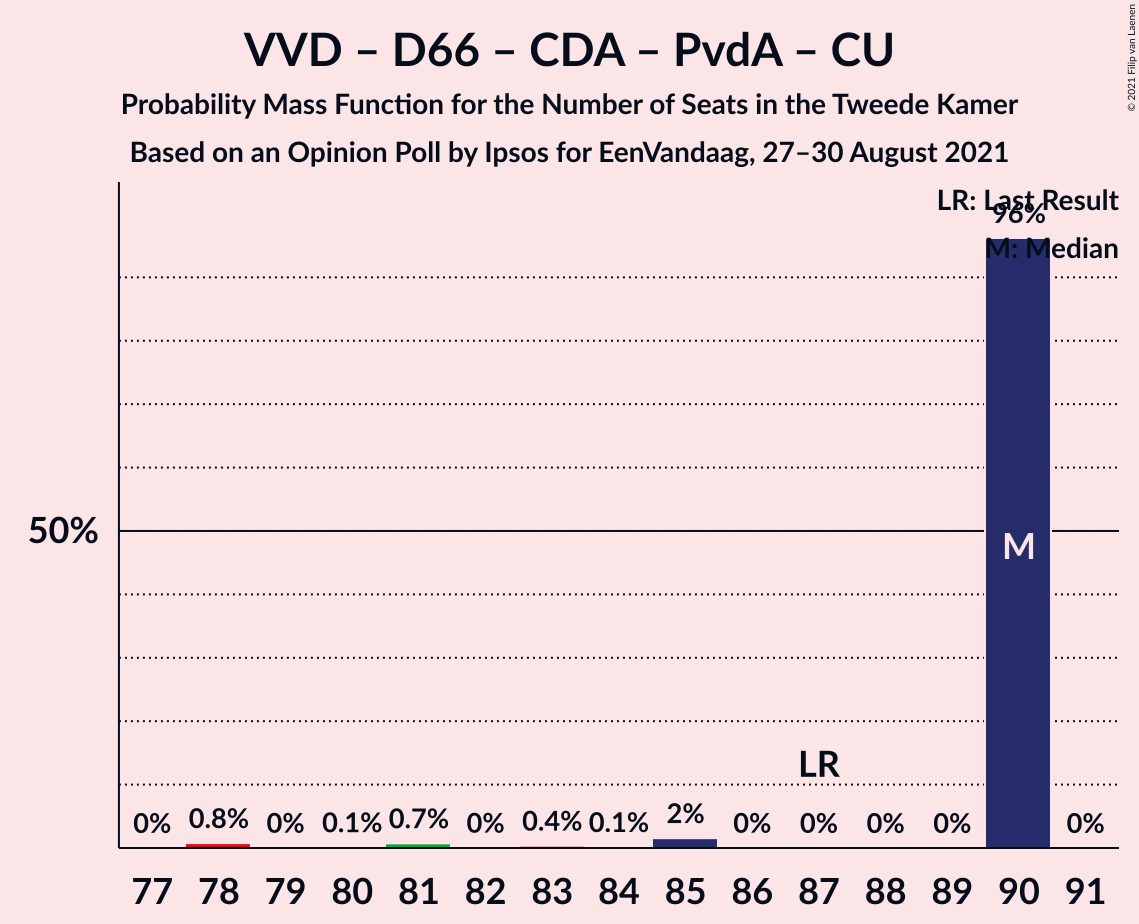 VVD – D66 – CDA – PvdA – CU
Probability Mass Function for the Number of Seats in the Tweede Kamer
Based on an Opinion Poll by Ipsos for EenVandaag, 27–30 August 2021
© 2021 Filip van Laenen
LR: Last Result
96%
M: Median
50%
M
LR
0% 0.8% 0% 0.1% 0.7% 0% 0.4% 0.1% 2% 0% 0% 0% 0% 0%
77 78 79 80 81 82 83 84 85 86 87 88 89 90 91